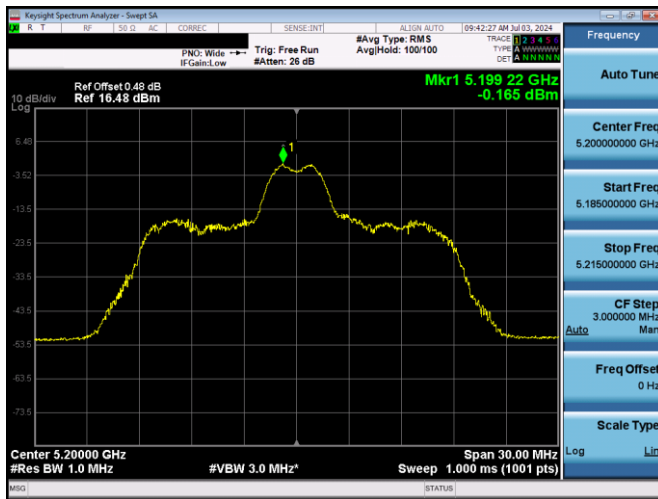 Keysight Spectrum Analyzer - Swept SA
R T RF 50 Ω AC CORREC SENSE:INT ALIGN AUTO 09:42:27 AM Jul 03, 2024
PNO: Wide Trig: Free Run #Avg Type: RMS TRACE 1 2 3 4 5 6
IFGain:Low #Atten: 26 dB Avg|Hold: 100/100 TYPE A WWWWW
DET A N N N N N
Mkr1 5.199 22 GHz
-0.165 dBm
Ref Offset 0.48 dB
10 dB/div Ref 16.48 dBm
Log
1
6.48
-3.52
-13.5
-23.5
-33.5
-43.5
-53.5
-63.5
-73.5
Center 5.20000 GHz Span 30.00 MHz
#Res BW 1.0 MHz #VBW 3.0 MHz* Sweep 1.000 ms (1001 pts)
MSG STATUS
Frequency
Auto Tune
Center Freq
5.200000000 GHz
Start Freq
5.185000000 GHz
Stop Freq
5.215000000 GHz
CF Step
3.000000 MHz
Auto Man
Freq Offset
0 Hz
Scale Type
Log Lin